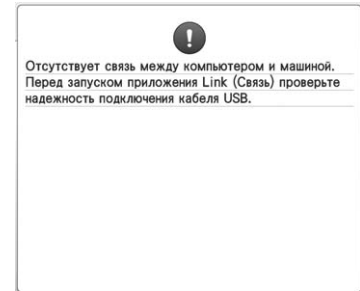 Отсутствует связь между компьютером и машиной.
Перед запуском приложения Link (Связь) проверьте
надежность подключения кабеля USB.